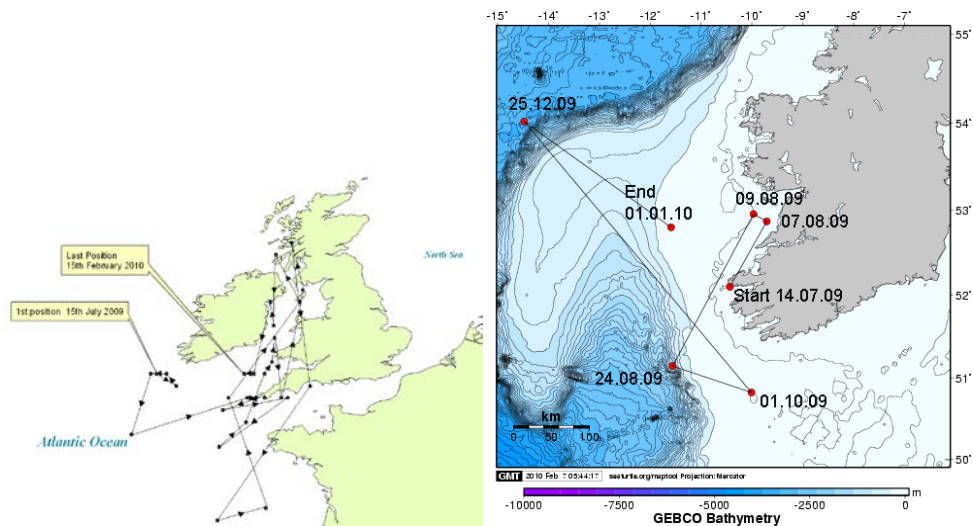 Last Position
15th February 2010
1st position 15th July 2009
North Sea
Atlantic Ocean
-15 -14 -13 -12 -11 -10 -9 -8 -7
55°
54°
53°
52°
51°
50°
25.12.09
End
01.01.10
09.08.09
07.08.09
Start 14.07.09
24.08.09
01.10.09
km
0 50 100
GMT 2010 Feb 7 05:44:17 seaturtle.org/maptool Projection: Mercator
-10000 -7500 -5000 -2500 0 m
GEBCO Bathymetry